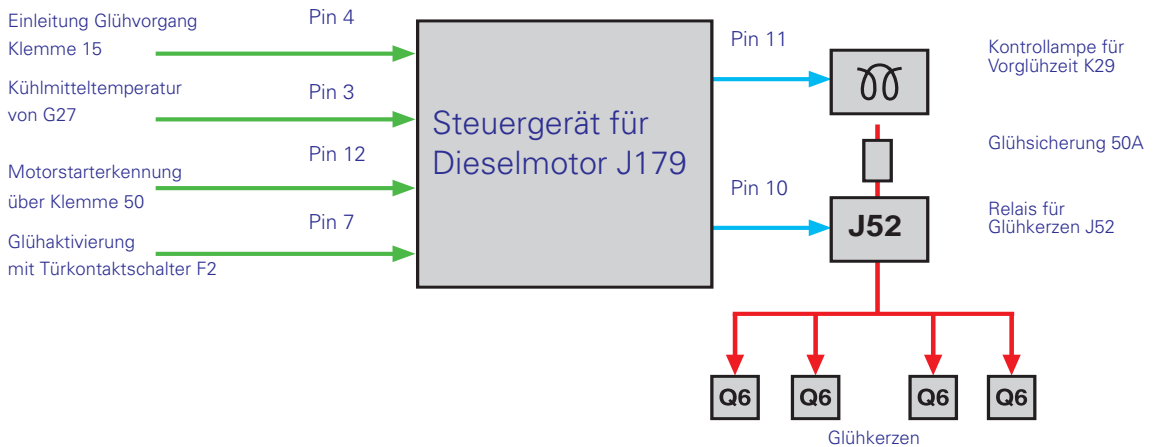 Einleitung Glühvorgang
Klemme 15
Pin 4
Kühlmitteltemperatur
von G27
Pin 3
Motorstarterkennung
über Klemme 50
Pin 12
Glühaktivierung
mit Türkontaktschalter F2
Pin 7
Steuergerät für
Dieselmotor J179
Pin 11
Pin 10
Kontrollampe für
Vorglühzeit K29
Glühsicherung 50A
J52
Relais für
Glühkerzen J52
Q6
Q6
Q6
Q6
Glühkerzen